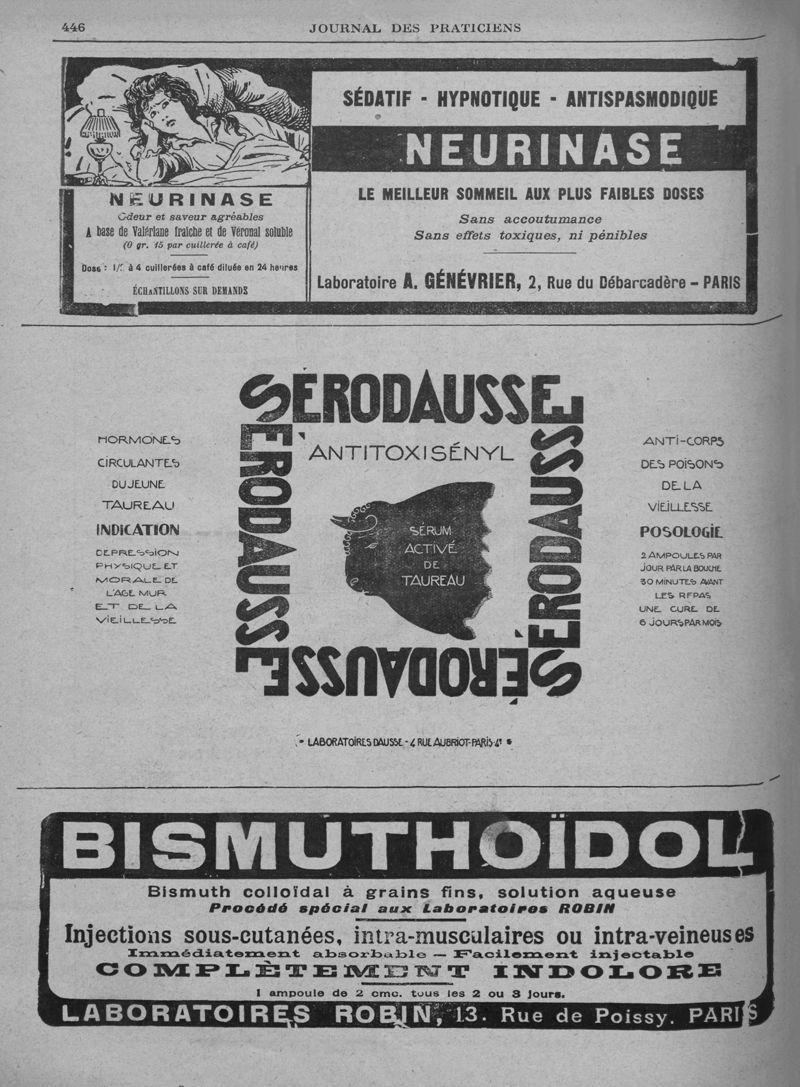 446
JOURNAL DES PRATICIENS
NEURINASE
Odeur et saveur agréables
A base de Valériane fraîche et de Véronal soluble
(0 gr. 15 par cuillerée à café)
Dose : 1/2 à 4 cuillerées à café diluée en 24 heures
ÉCHANTILLONS SUR DEMANDE
SÉDATIF - HYPNOTIQUE - ANTISPASMODIQUE
NEURINASE
LE MEILLEUR SOMMEIL AUX PLUS FAIBLES DOSES
Sans accoutumance
Sans effets toxiques, ni pénibles
Laboratoire A. GÉNÉVRIER, 2, Rue du Débarcadère – PARIS
HORMONES
CIRCULANTES
DU JEUNE
TAUREAU
INDICATION
DEPRESSION
PHYSIQUE ET
MORALE DE
L'AGE MUR
ET DE LA
VIEILLESSE
SÉRODAUSSE
SÉRODAUSSE
SÉRODAUSSE
SÉRODAUSSE
ANTITOXISÉNYL
SÉRUM
ACTIVÉ
DE
TAUREAU
ANTI-CORPS
DES POISONS
DE LA
VIEILLESSE
POSOLOGIE
2 AMPOULES PAR
JOUR PAR LA BOUCHE
30 MINUTES AVANT
LES REPAS
UNE CURE DE
6 JOURS PAR MOIS
LABORATOIRES DAUSSE - 4 RUE AUBRIOT - PARIS-4e
BISMUTHOÏDOL
Bismuth colloïdal à grains fins, solution aqueuse
Procédé spécial aux Laboratoires ROBIN
Injections sous-cutanées, intra-musculaires ou intra-veineuses
Immédiatement absorbable — Facilement injectable
COMPLÈTEMENT INDOLORE
1 ampoule de 2 cmc. tous les 2 ou 3 jours.
LABORATOIRES ROBIN, 13. Rue de Poissy. PARIS